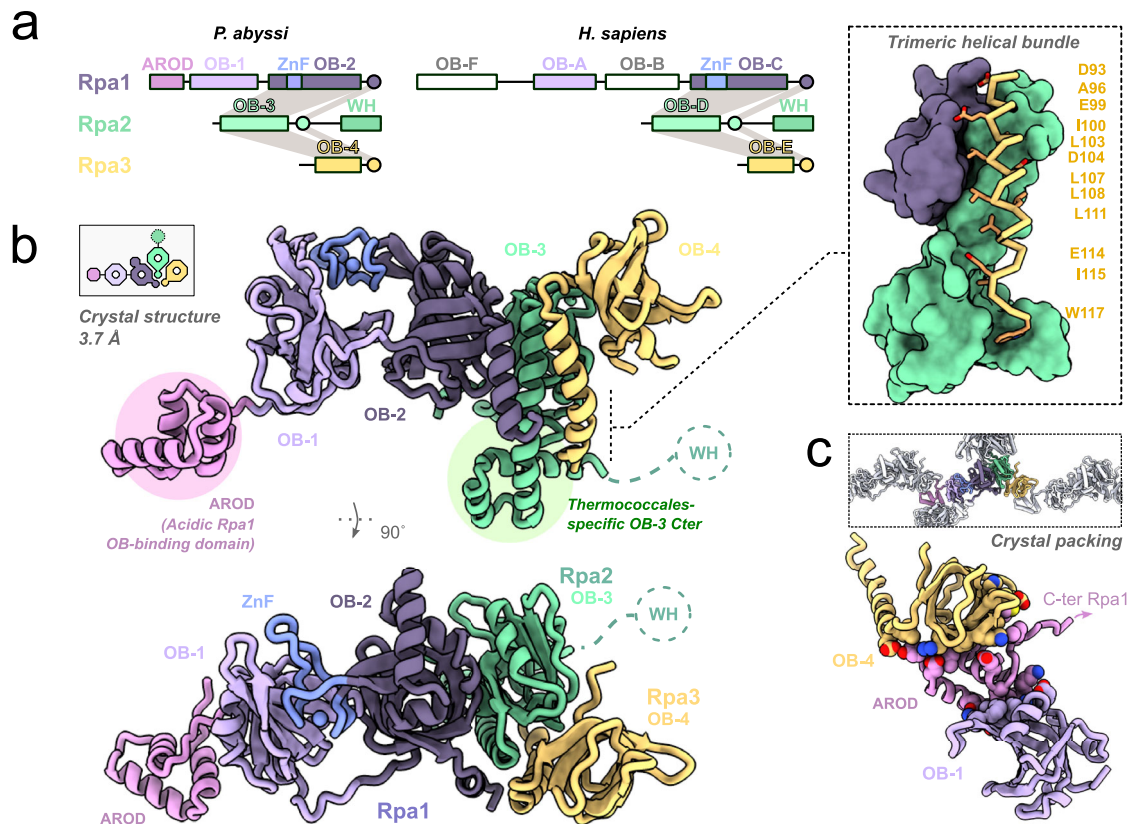 a
P. abyssi
H. sapiens
AROD OB-1 ZnF OB-2
OB-F OB-A OB-B ZnF OB-C
Rpa1
OB-3 WH
OB-D WH
Rpa2
OB-4
OB-E
Rpa3
Trimeric helical bundle
D93
A96
E99
I100
L103
D104
L107
L108
L111
E114
I115
W117
b
Crystal structure
3.7 Å
OB-3
OB-4
OB-2
OB-1
WH
AROD
(Acidic Rpa1
OB-binding domain)
Thermococcales-
specific OB-3 Cter
90°
Rpa2
OB-3
WH
OB-2
ZnF
OB-1
Rpa3
OB-4
Rpa1
AROD
c
Crystal packing
C-ter Rpa1
OB-4
AROD
OB-1